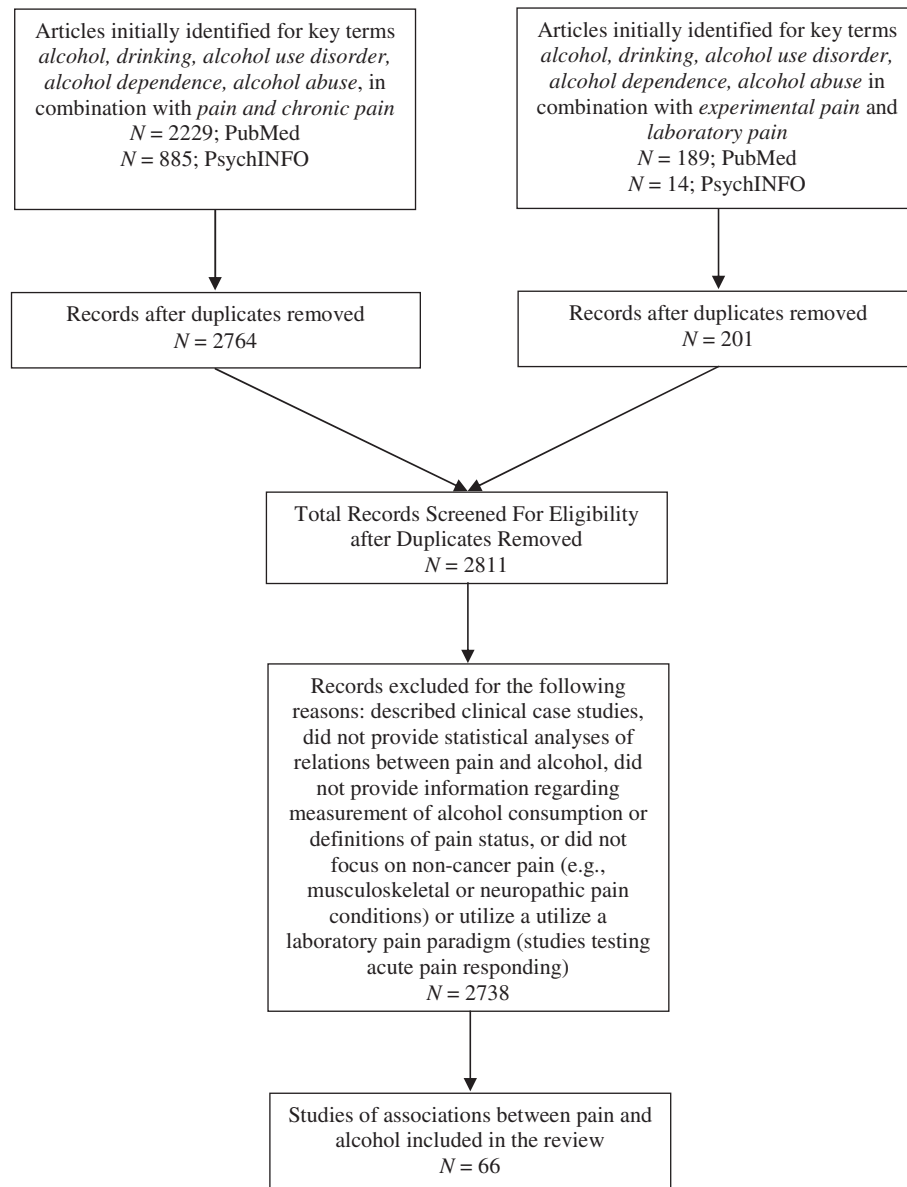 Articles initially identified for key terms
alcohol, drinking, alcohol use disorder,
alcohol dependence, alcohol abuse, in
combination with pain and chronic pain
N = 2229; PubMed
N = 885; PsychINFO
Articles initially identified for key terms
alcohol, drinking, alcohol use disorder,
alcohol dependence, alcohol abuse in
combination with experimental pain and
laboratory pain
N = 189; PubMed
N = 14; PsychINFO
Records after duplicates removed
N = 2764
Records after duplicates removed
N = 201
Total Records Screened For Eligibility
after Duplicates Removed
N = 2811
Records excluded for the following
reasons: described clinical case studies,
did not provide statistical analyses of
relations between pain and alcohol, did
not provide information regarding
measurement of alcohol consumption or
definitions of pain status, or did not
focus on non-cancer pain (e.g.,
musculoskeletal or neuropathic pain
conditions) or utilize a utilize a
laboratory pain paradigm (studies testing
acute pain responding)
N = 2738
Studies of associations between pain and
alcohol included in the review
N = 66